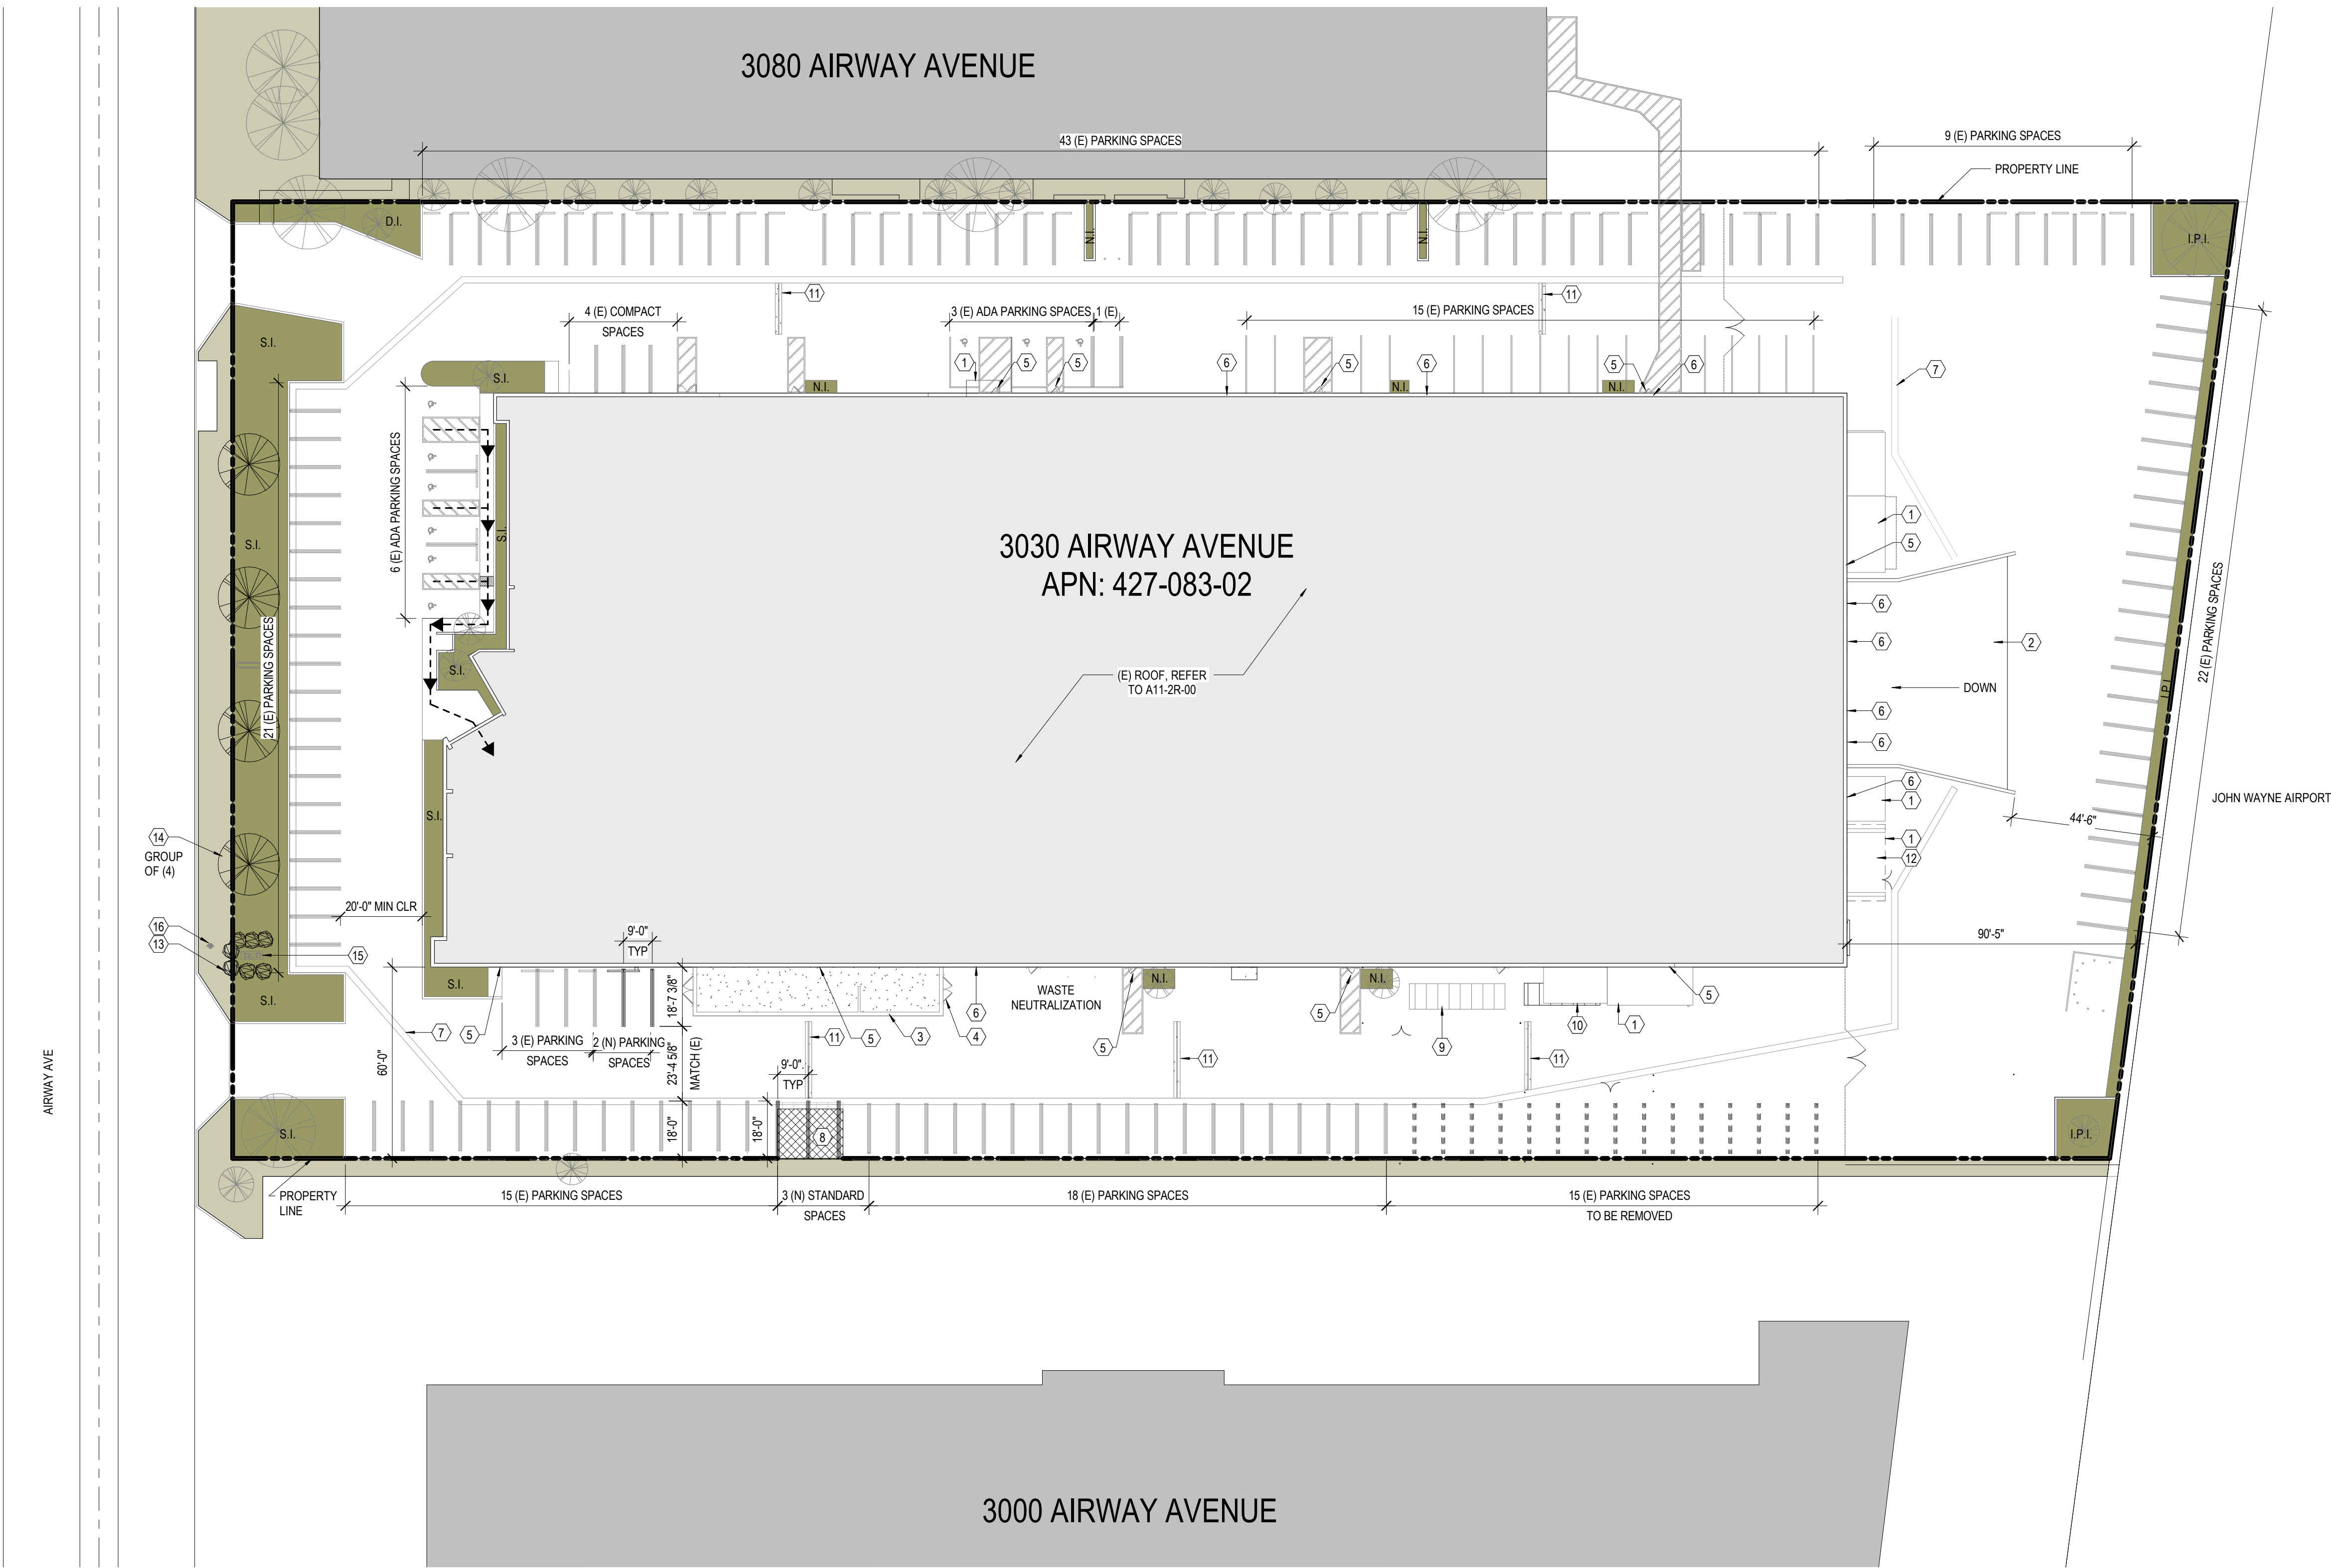 3080 AIRWAY AVENUE
43 (E) PARKING SPACES
9 (E) PARKING SPACES
PROPERTY LINE
D.I.
N.I.
N.I.
I.P.I.
11
11
4 (E) COMPACT
SPACES
3 (E) ADA PARKING SPACES
1 (E)
15 (E) PARKING SPACES
S.I.
S.I.
1
5
5
6
5
6
5
6
7
N.I.
N.I.
N.I.
6 (E) ADA PARKING SPACES
S.I.
S.I.
3030 AIRWAY AVENUE
APN: 427-083-02
1
5
6
6
2
22 (E) PARKING SPACES
21 (E) PARKING SPACES
S.I.
(E) ROOF, REFER
TO A11-2R-00
DOWN
I.P.I.
6
6
6
1
JOHN WAYNE AIRPORT
44'-6"
S.I.
14
GROUP
OF (4)
1
12
20'-0" MIN CLR
16
13
15
9'-0"
TYP
90'-5"
S.I.
S.I.
18'-7 3/8"
WASTE
NEUTRALIZATION
N.I.
N.I.
5
7
5
3 (E) PARKING
SPACES
2 (N) PARKING
SPACES
11
5
3
4
6
5
11
5
9
10
1
11
60'-0"
23'-4 5/8"
MATCH (E)
9'-0"
TYP
AIRWAY AVE
S.I.
18'-0"
18'-0"
8
I.P.I.
PROPERTY
LINE
15 (E) PARKING SPACES
3 (N) STANDARD
SPACES
18 (E) PARKING SPACES
15 (E) PARKING SPACES
TO BE REMOVED
3000 AIRWAY AVENUE